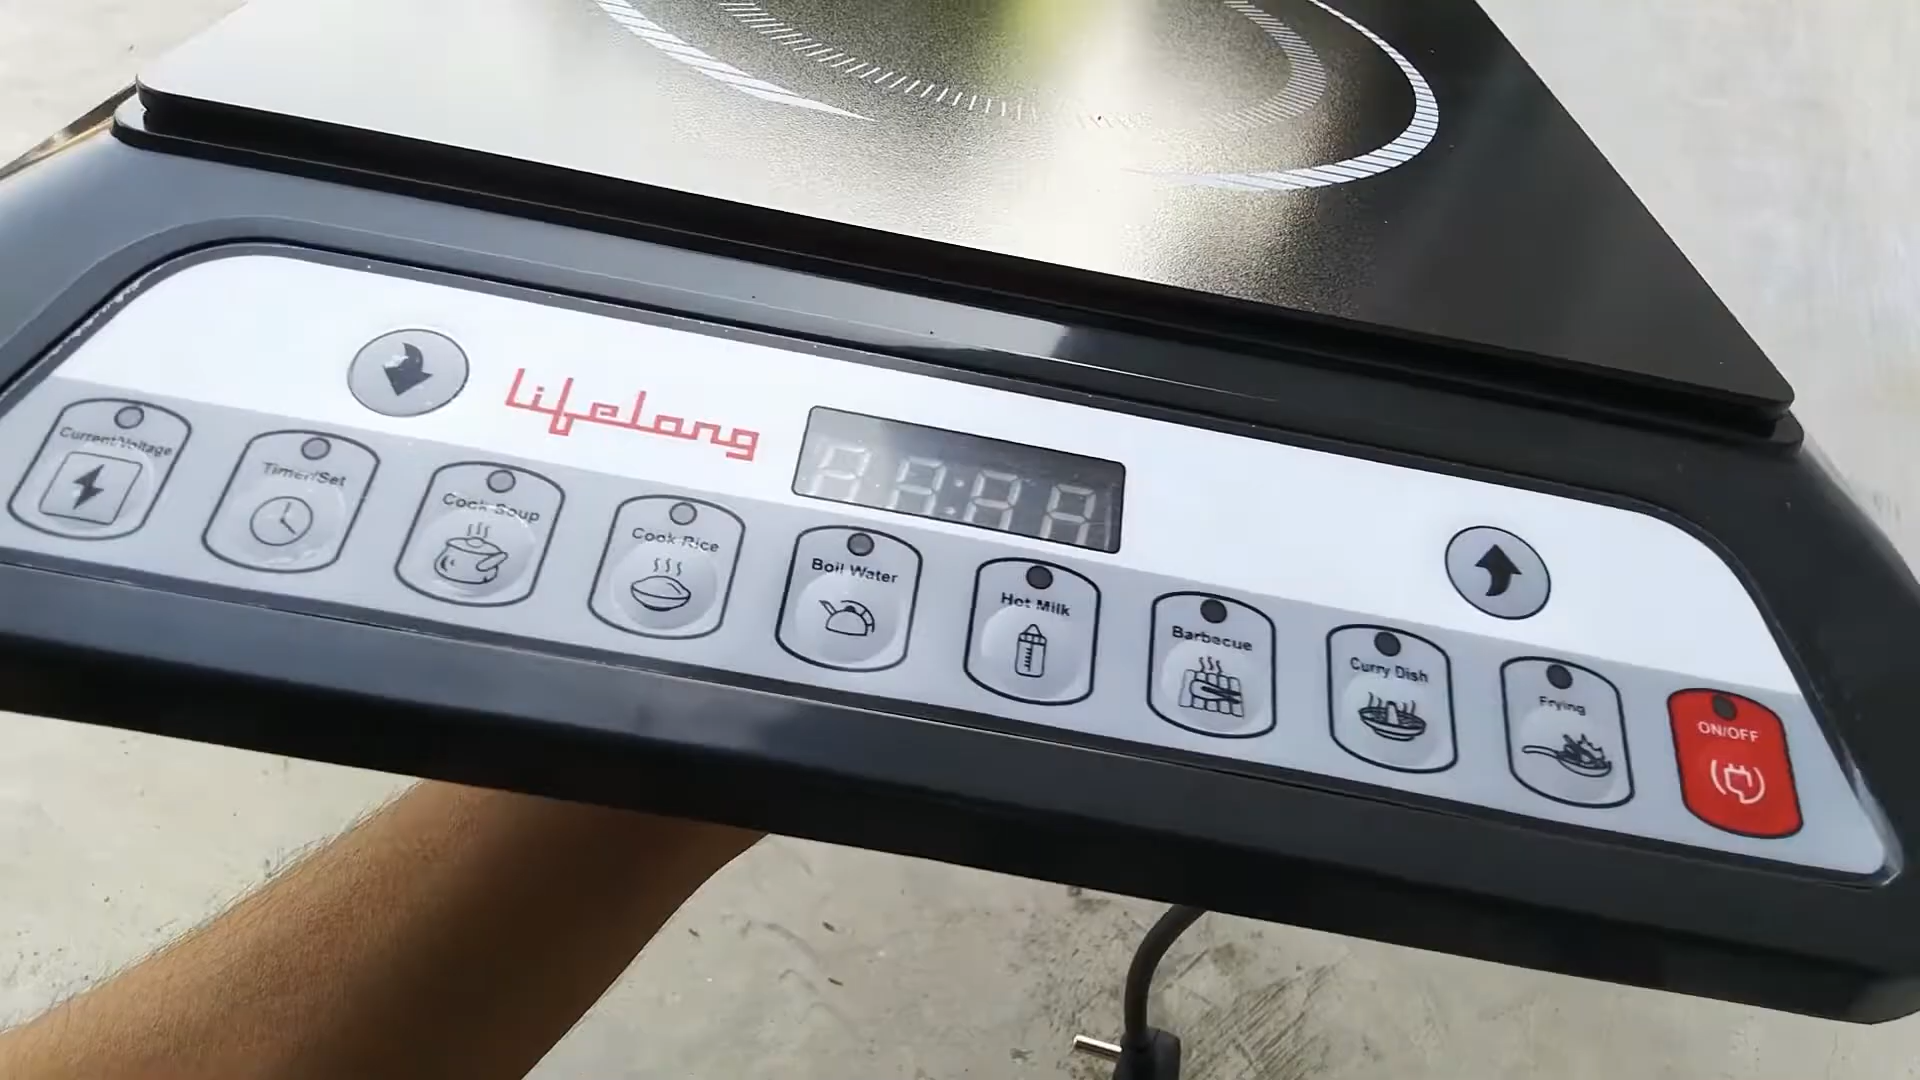 lifelong
Current/Voltage
Timer/Set
Cook Soup
Cook Rice
Boil Water
Hot Milk
Barbecue
Curry Dish
Frying
ON/OFF